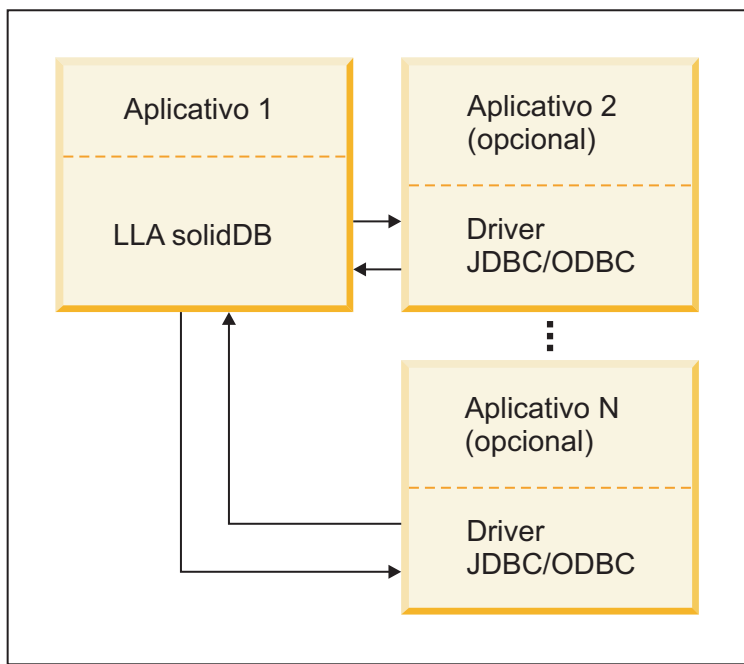 Aplicativo 1
LLA solidDB
Aplicativo 2
(opcional)
Driver
JDBC/ODBC
Aplicativo N
(opcional)
Driver
JDBC/ODBC